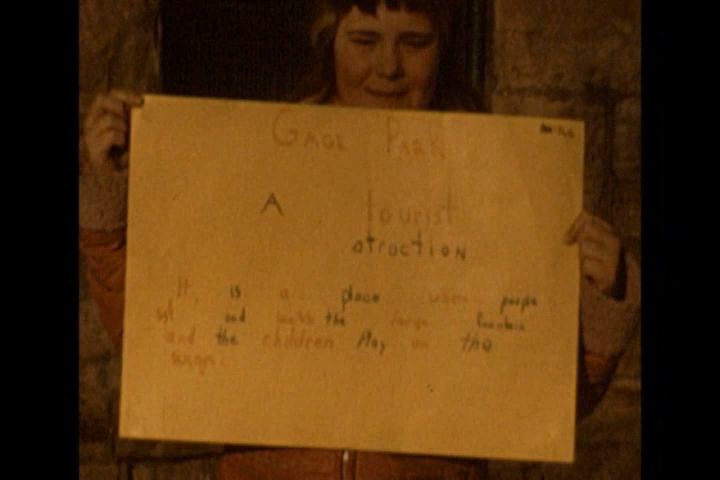 GAGE PARK
A tourist
atraction
It, is a place where people
sit and watch the large fountain
and the children Play on the
swings.